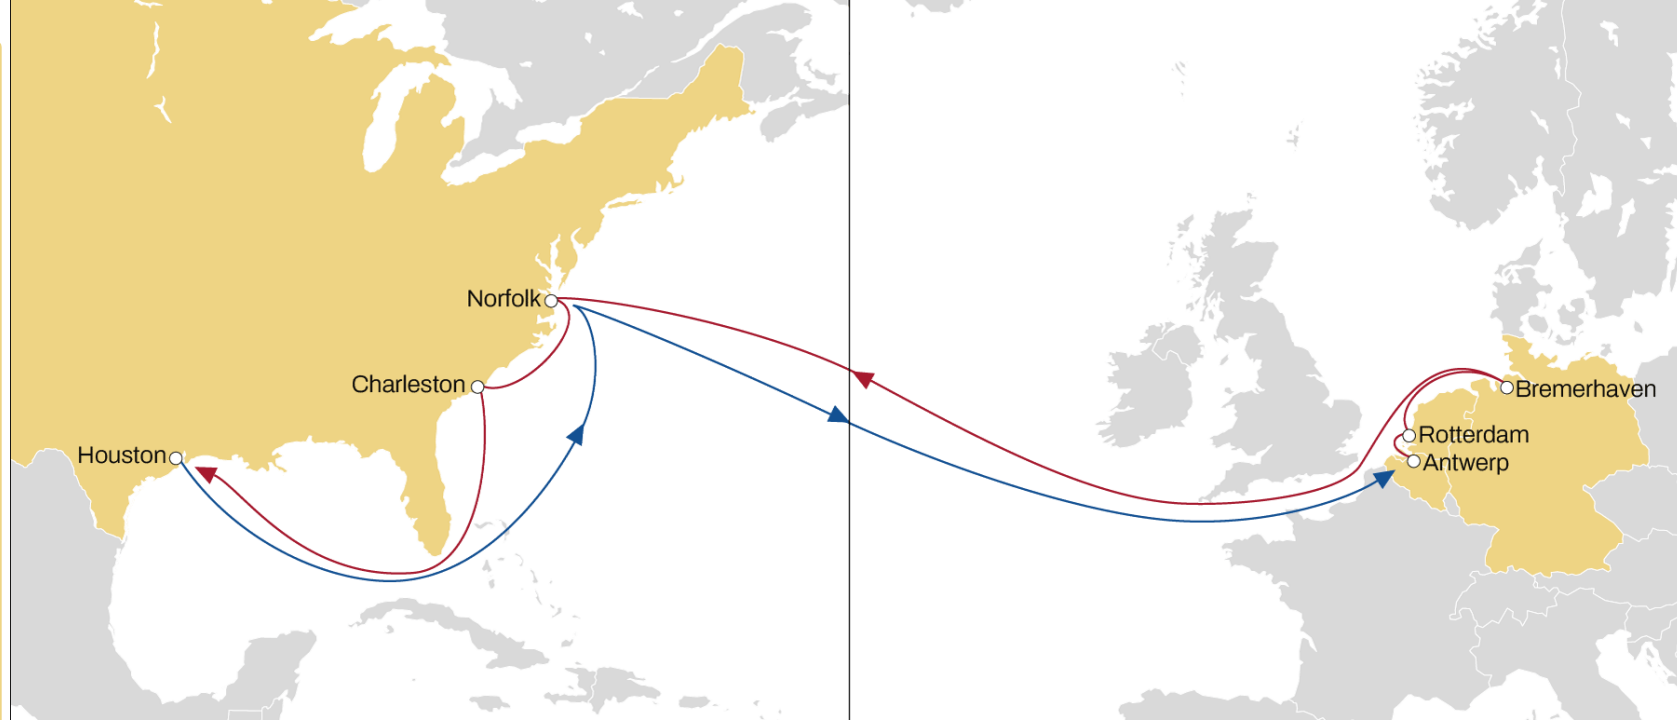 Norfolk
Charleston
Bremerhaven
Rotterdam
Houston
Antwerp